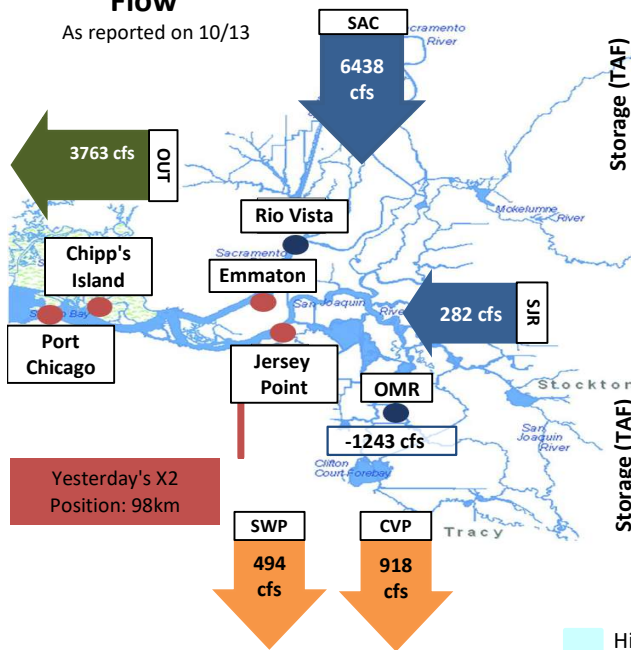 Flow
As reported on 10/13
SAC
Sacramento
River
6438
cfs
Storage (TAF)
3763 cfs
OUT
Rio Vista
Mokelumne
River
Chipp's
Island
Sacramento
Emmaton
San Joaquin
River
282 cfs
SJR
Port
Chicago
Jersey
Point
OMR
Stockton
-1243 cfs
San
Joaquin
River
Clifton
Court Forebay
Storage (TAF)
Yesterday's X2
Position: 98km
SWP
CVP
Tracy
494
cfs
918
cfs
Hi